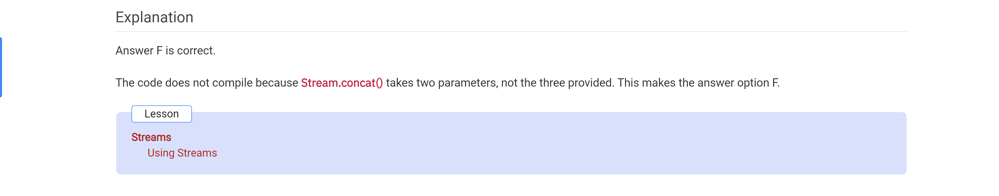 Explanation
Answer F is correct.
The code does not compile because Stream.concat() takes two parameters, not the three provided. This makes the answer option F.
Lesson
Streams
Using Streams